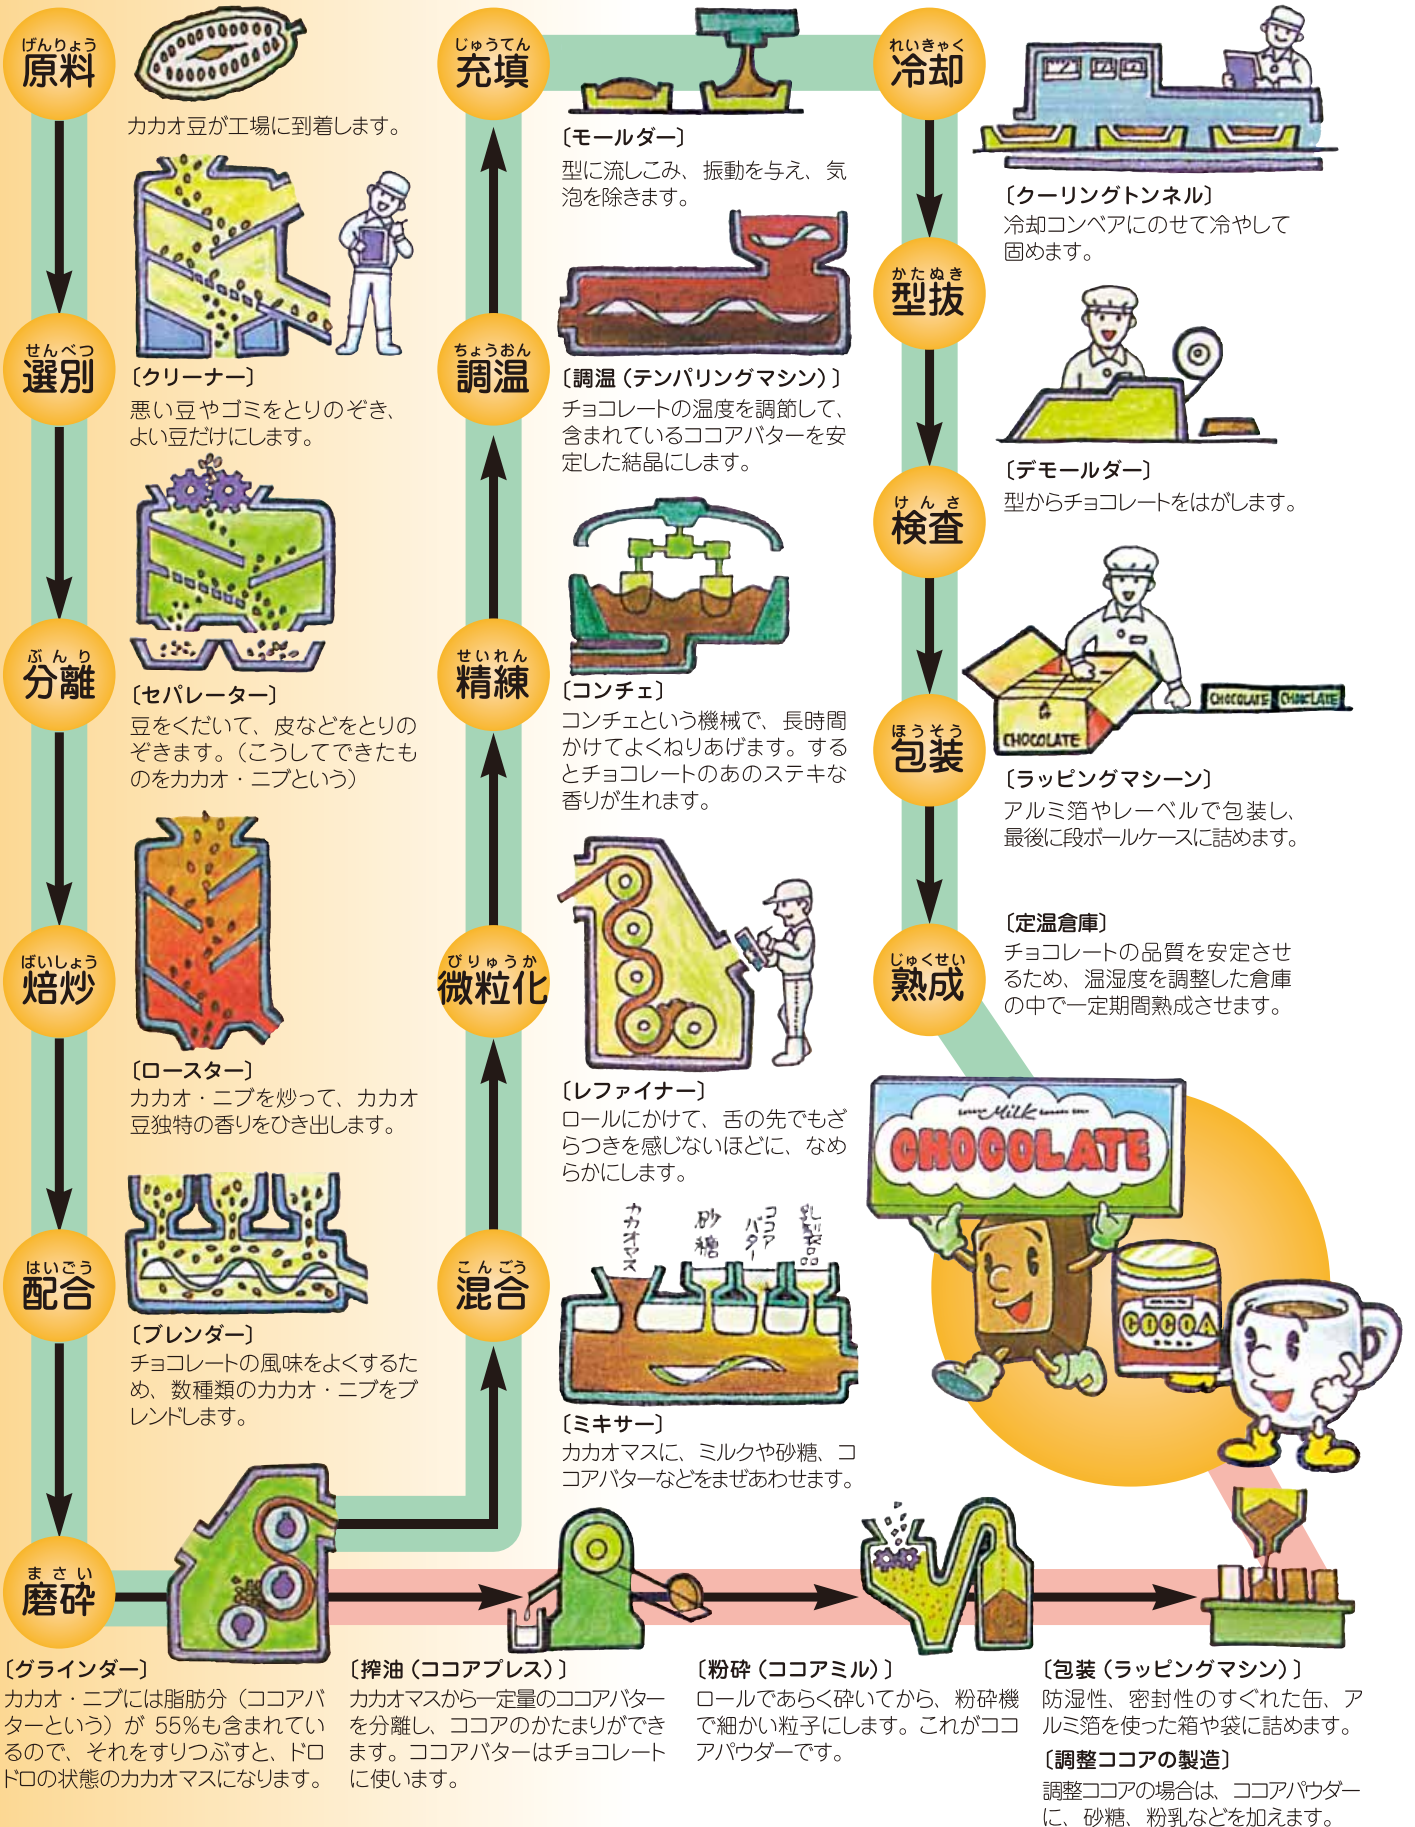 げんりょう
原料
カカオ豆が工場に到着します。
せんべつ
選別
〔クリーナー〕
悪い豆やゴミをとりのぞき、
よい豆だけにします。
ぶんり
分離
〔セパレーター〕
豆をくだいて、皮などをとりの
ぞきます。（こうしてできたも
のをカカオ・ニブという）
ばいしょう
焙炒
〔ロースター〕
カカオ・ニブを炒って、カカオ
豆独特の香りをひき出します。
はいごう
配合
〔ブレンダー〕
チョコレートの風味をよくするた
め、数種類のカカオ・ニブをブ
レンドします。
まさい
磨砕
〔グラインダー〕
カカオ・ニブには脂肪分（ココアバ
ターという）が 55%も含まれてい
るので、それをすりつぶすと、ドロ
ドロの状態のカカオマスになります。
こんごう
混合
カカオマス
砂糖
ココアバター
乳製品
〔ミキサー〕
カカオマスに、ミルクや砂糖、コ
コアバターなどをまぜあわせます。
びりゅうか
微粒化
〔レファイナー〕
ロールにかけて、舌の先でもざ
らつきを感じないほどに、なめ
らかにします。
せいれん
精練
〔コンチェ〕
コンチェという機械で、長時間
かけてよくねりあげます。する
とチョコレートのあのステキな
香りが生れます。
ちょうおん
調温
〔調温（テンパリングマシン）〕
チョコレートの温度を調節して、
含まれているココアバターを安
定した結晶にします。
じゅうてん
充填
〔モールダー〕
型に流しこみ、振動を与え、気
泡を除きます。
れいきゃく
冷却
〔クーリングトンネル〕
冷却コンベアにのせて冷やして
固めます。
かたぬき
型抜
〔デモールダー〕
型からチョコレートをはがします。
けんさ
検査
ほうそう
包装
CHOCOLATE
CHOCOLATE
CHOCLATE
〔ラッピングマシーン〕
アルミ箔やレーベルで包装し、
最後に段ボールケースに詰めます。
じゅくせい
熟成
〔定温倉庫〕
チョコレートの品質を安定させ
るため、温湿度を調整した倉庫
の中で一定期間熟成させます。
Milk
CHOCOLATE
COCOA
〔搾油（ココアプレス）〕
カカオマスから一定量のココアバター
を分離し、ココアのかたまりができ
ます。ココアバターはチョコレート
に使います。
〔粉砕（ココアミル）〕
ロールであらく砕いてから、粉砕機
で細かい粒子にします。これがココ
アパウダーです。
〔包装（ラッピングマシン）〕
防湿性、密封性のすぐれた缶、ア
ルミ箔を使った箱や袋に詰めます。
〔調整ココアの製造〕
調整ココアの場合は、ココアパウダー
に、砂糖、粉乳などを加えます。